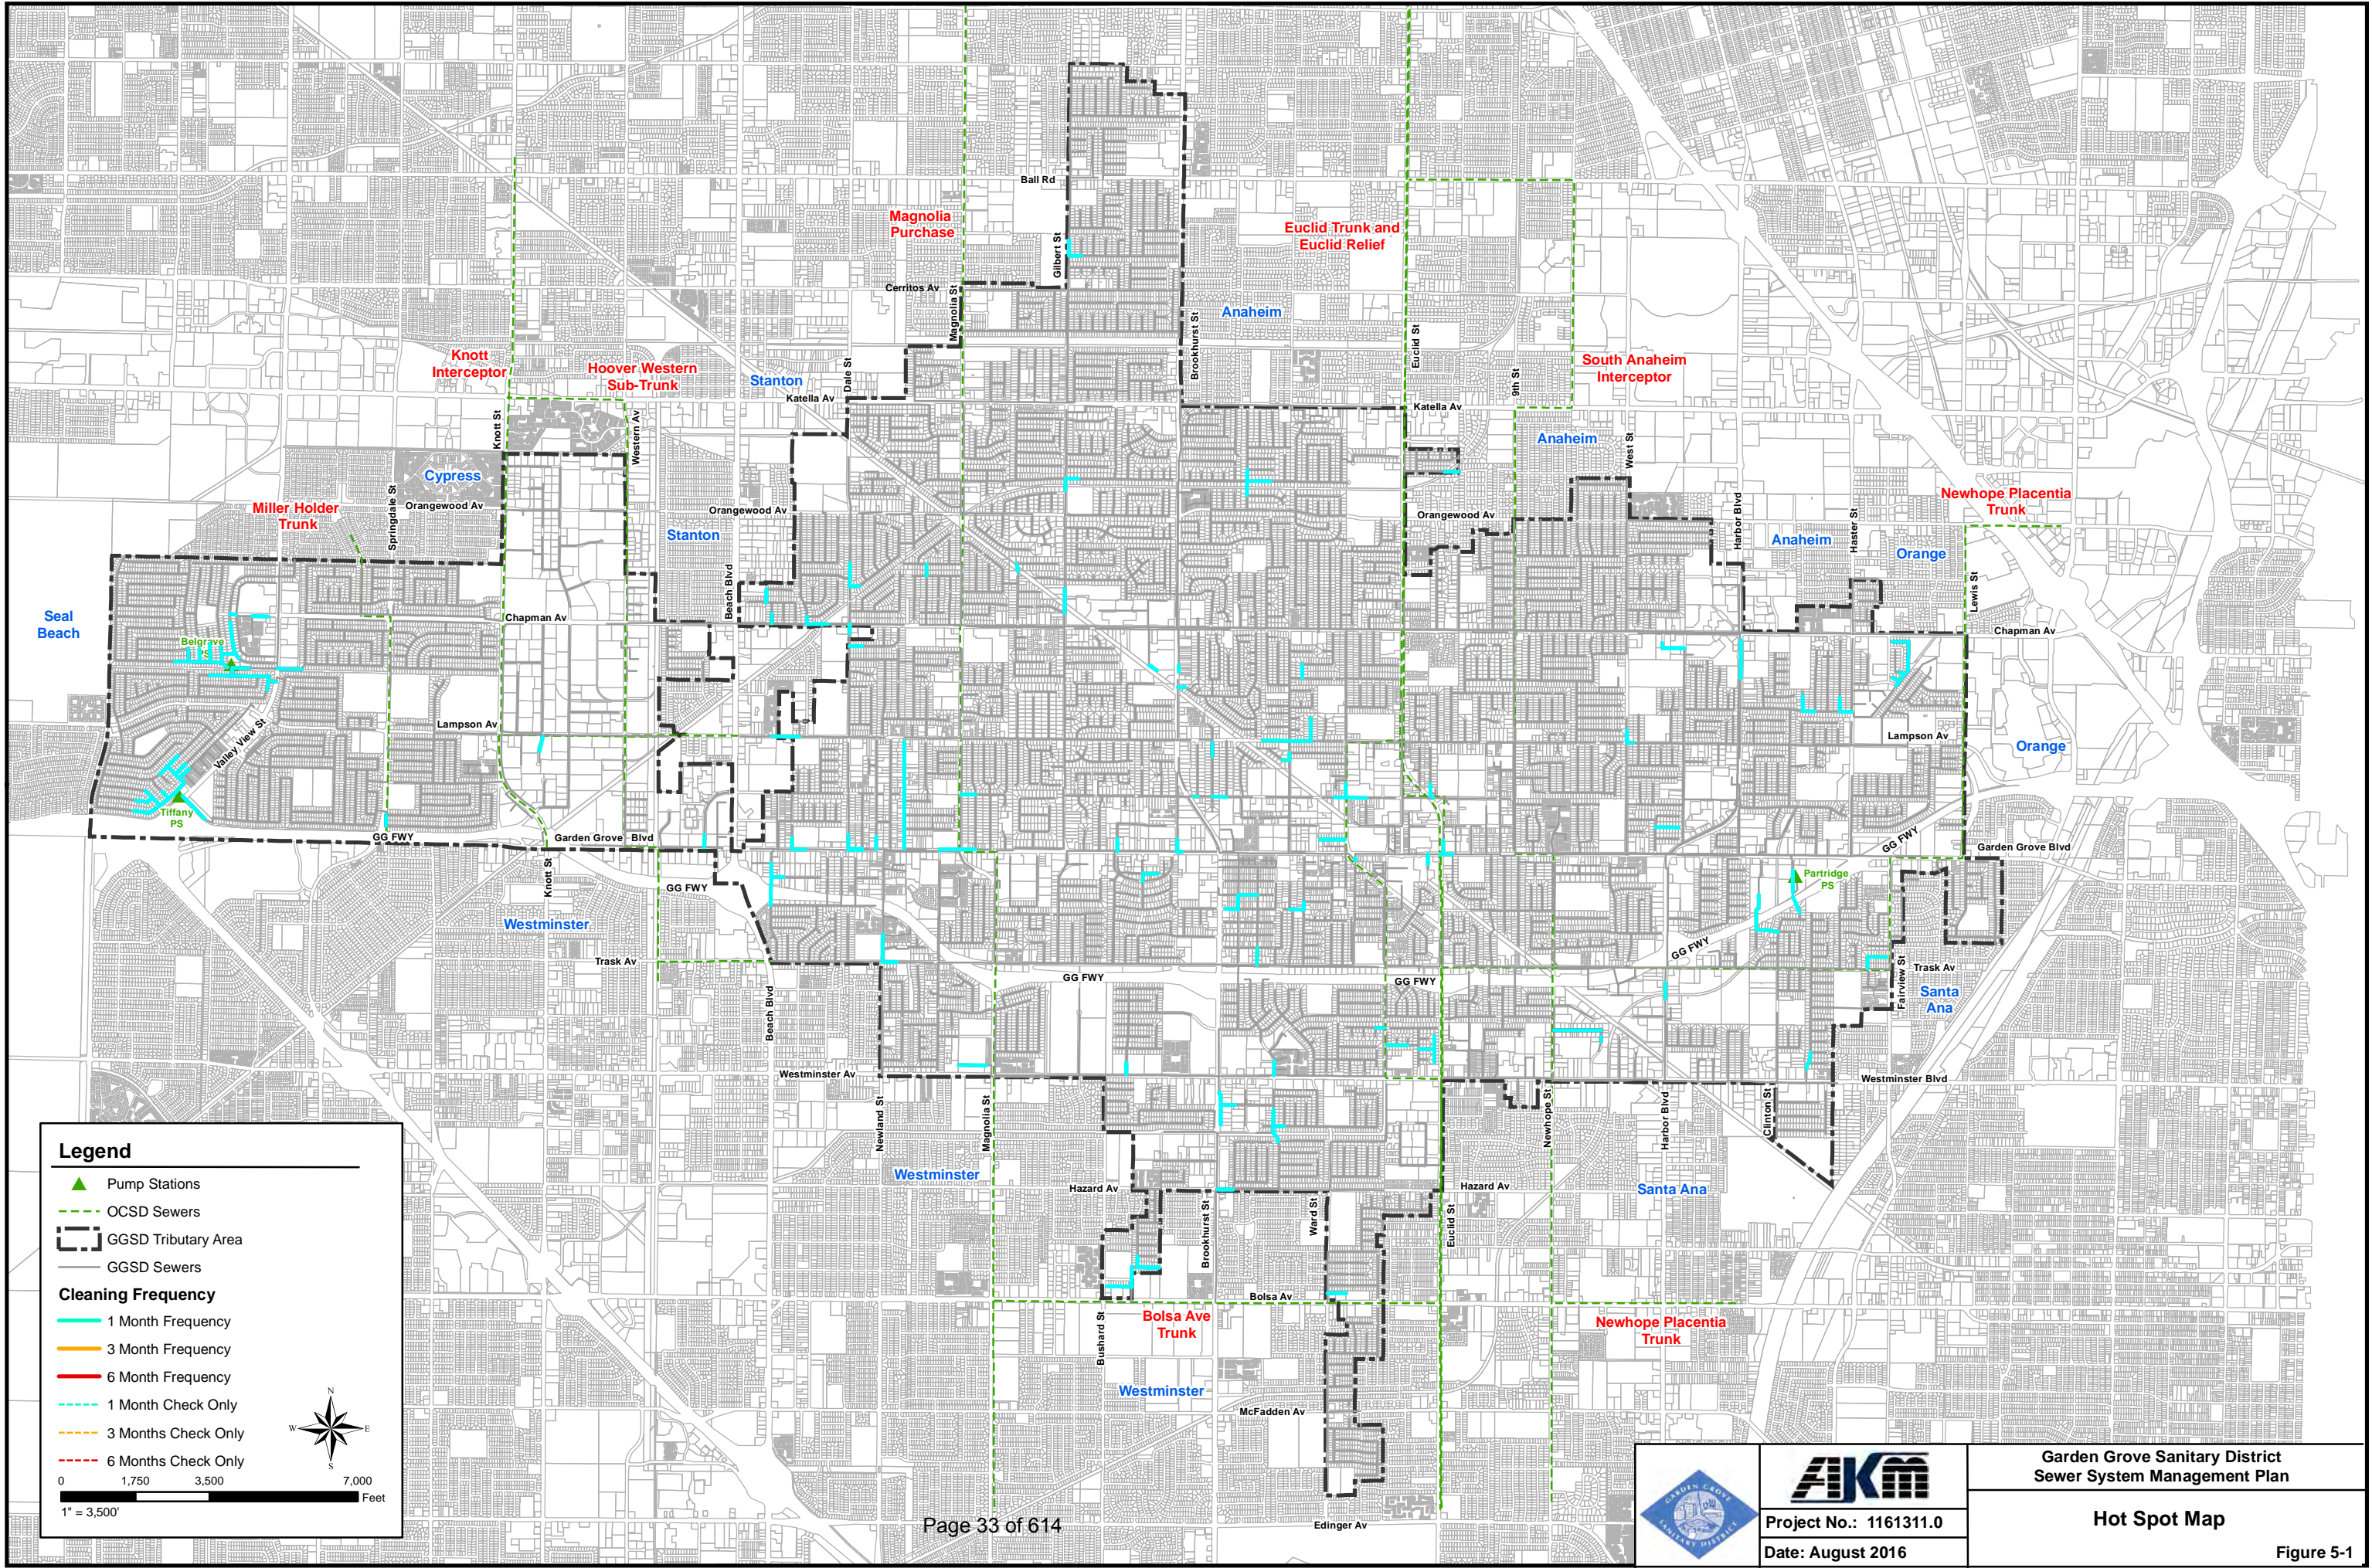 Ball Rd
Magnolia
Purchase
Euclid Trunk and
Euclid Relief
Gilbert St
Cerritos Av
Magnolia St
Anaheim
Brookhurst St
Euclid St
Knott
Interceptor
Hoover Western
Sub-Trunk
Stanton
Dale St
Katella Av
South Anaheim
Interceptor
9th St
Katella Av
Knott St
Western Av
Anaheim
West St
Cypress
Springdale St
Orangewood Av
Miller Holder
Trunk
Orangewood Av
Stanton
Orangewood Av
Harbor Blvd
Newhope Placentia
Trunk
Anaheim
Haster St
Orange
Beach Blvd
Lewis St
Seal
Beach
Chapman Av
Chapman Av
Belgrave
PS
Lampson Av
Valley View St
Lampson Av
Orange
Tiffany
PS
GG FWY
Garden Grove Blvd
GG FWY
Garden Grove Blvd
Knott St
GG FWY
Partridge
PS
Westminster
Trask Av
GG FWY
GG FWY
GG FWY
Trask Av
Fairview St
Santa
Ana
Beach Blvd
Westminster Av
Westminster Blvd
Newland St
Magnolia St
Newhope St
Harbor Blvd
Clinton St
Westminster
Hazard Av
Hazard Av
Santa Ana
Brookhurst St
Ward St
Euclid St
Bolsa Av
Bushard St
Bolsa Ave
Trunk
Newhope Placentia
Trunk
Westminster
McFadden Av
Edinger Av
Legend
Pump Stations
OCSD Sewers
GGSD Tributary Area
GGSD Sewers
Cleaning Frequency
1 Month Frequency
3 Month Frequency
6 Month Frequency
1 Month Check Only
3 Months Check Only
6 Months Check Only
N
W
E
S
0 1,750 3,500 7,000
Feet
1" = 3,500'
Page 33 of 614
GARDEN GROVE
SANITARY DISTRICT
AKM
Project No.: 1161311.0
Date: August 2016
Garden Grove Sanitary District
Sewer System Management Plan
Hot Spot Map
Figure 5-1